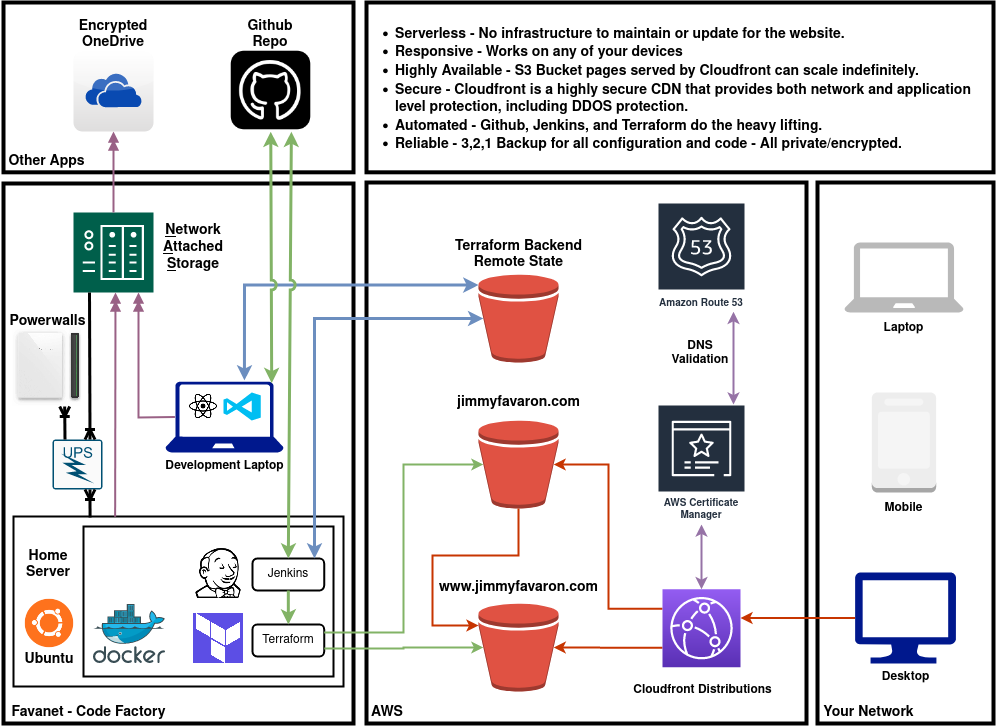 Encrypted
OneDrive
Github
Repo
Other Apps
• Serverless - No infrastructure to maintain or update for the website.
• Responsive - Works on any of your devices
• Highly Available - S3 Bucket pages served by Cloudfront can scale indefinitely.
• Secure - Cloudfront is a highly secure CDN that provides both network and application
level protection, including DDOS protection.
• Automated - Github, Jenkins, and Terraform do the heavy lifting.
• Reliable - 3,2,1 Backup for all configuration and code - All private/encrypted.
Network
Attached
Storage
Powerwalls
UPS
Development Laptop
Home
Server
Ubuntu
docker
Jenkins
Terraform
Favanet - Code Factory
Terraform Backend
Remote State
jimmyfavaron.com
www.jimmyfavaron.com
53
Amazon Route 53
DNS
Validation
AWS Certificate
Manager
Cloudfront Distributions
AWS
Laptop
Mobile
Desktop
Your Network